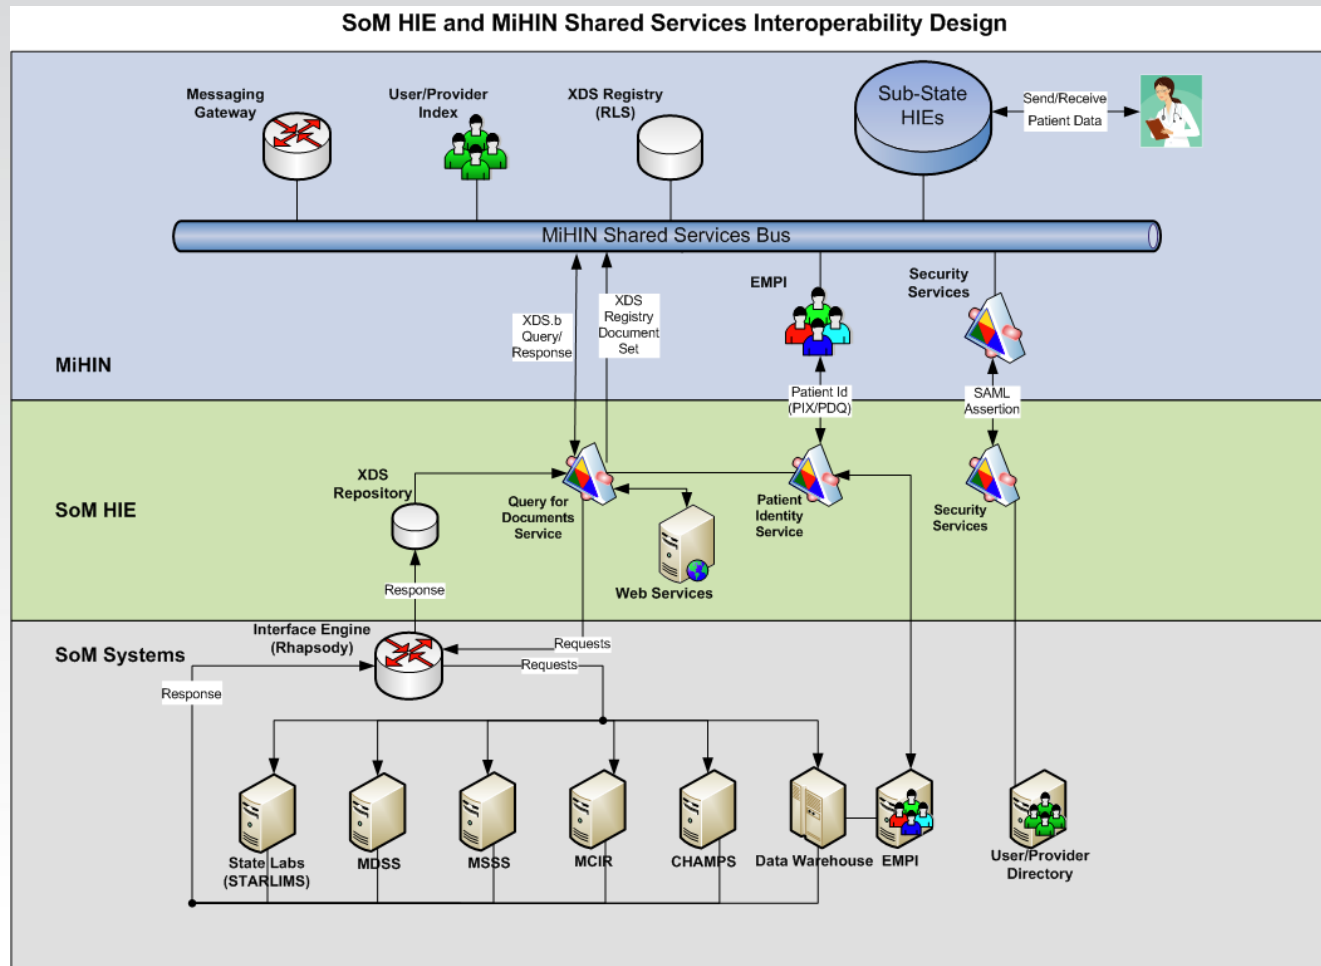 SoM HIE and MiHIN Shared Services Interoperability Design
Messaging
Gateway
User/Provider
Index
XDS Registry
(RLS)
Sub-State
HIEs
Send/Receive
Patient Data
MiHIN Shared Services Bus
EMPI
Security
Services
XDS.b
Query/
Response
XDS
Registry
Document
Set
MiHIN
Patient Id
(PIX/PDQ)
SAML
Assertion
XDS
Repository
SoM HIE
Query for
Documents
Service
Patient
Identity
Service
Security
Services
Web Services
Response
Interface Engine
(Rhapsody)
SoM Systems
Requests
Requests
Response
State Labs
(STARLIMS)
MDSS
MSSS
MCIR
CHAMPS
Data Warehouse
EMPI
User/Provider
Directory